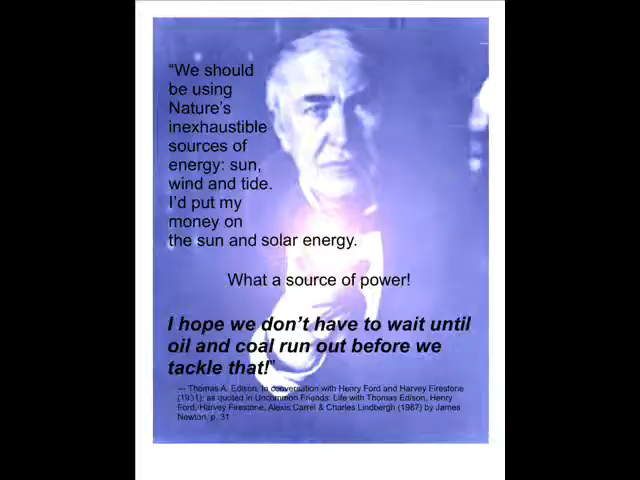 “We should
be using
Nature’s
inexhaustible
sources of
energy: sun,
wind and tide.
I’d put my
money on
the sun and solar energy.
What a source of power!
I hope we don’t have to wait until
oil and coal run out before we
tackle that!”
— Thomas A. Edison, In conversation with Henry Ford and Harvey Firestone
(1931); as quoted in Uncommon Friends: Life with Thomas Edison, Henry
Ford, Harvey Firestone, Alexis Carrel & Charles Lindbergh (1987) by James
Newton, p. 31